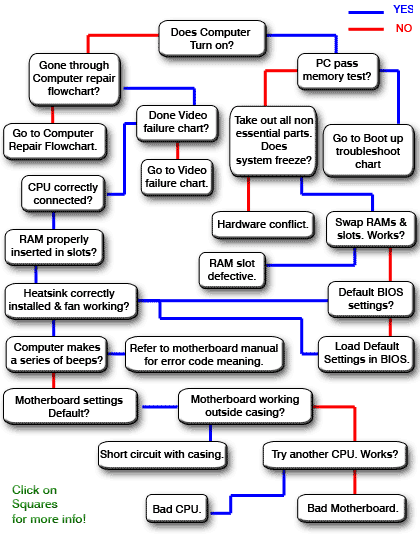 YES
NO
Does Computer
Turn on?
Gone through
Computer repair
flowchart?
PC pass
memory test?
Go to Computer
Repair Flowchart.
Done Video
failure chart?
Take out all non
essential parts.
Does
system freeze?
Go to Boot up
troubleshoot
chart
Go to Video
failure chart.
CPU correctly
connected?
Hardware conflict.
Swap RAMs &
slots. Works?
RAM properly
inserted in slots?
RAM slot
defective.
Heatsink correctly
installed & fan working?
Default BIOS
settings?
Computer makes
a series of beeps?
Refer to motherboard manual
for error code meaning.
Load Default
Settings in BIOS.
Motherboard settings
Default?
Motherboard working
outside casing?
Short circuit with casing.
Try another CPU. Works?
Click on
Squares
for more info!
Bad CPU.
Bad Motherboard.